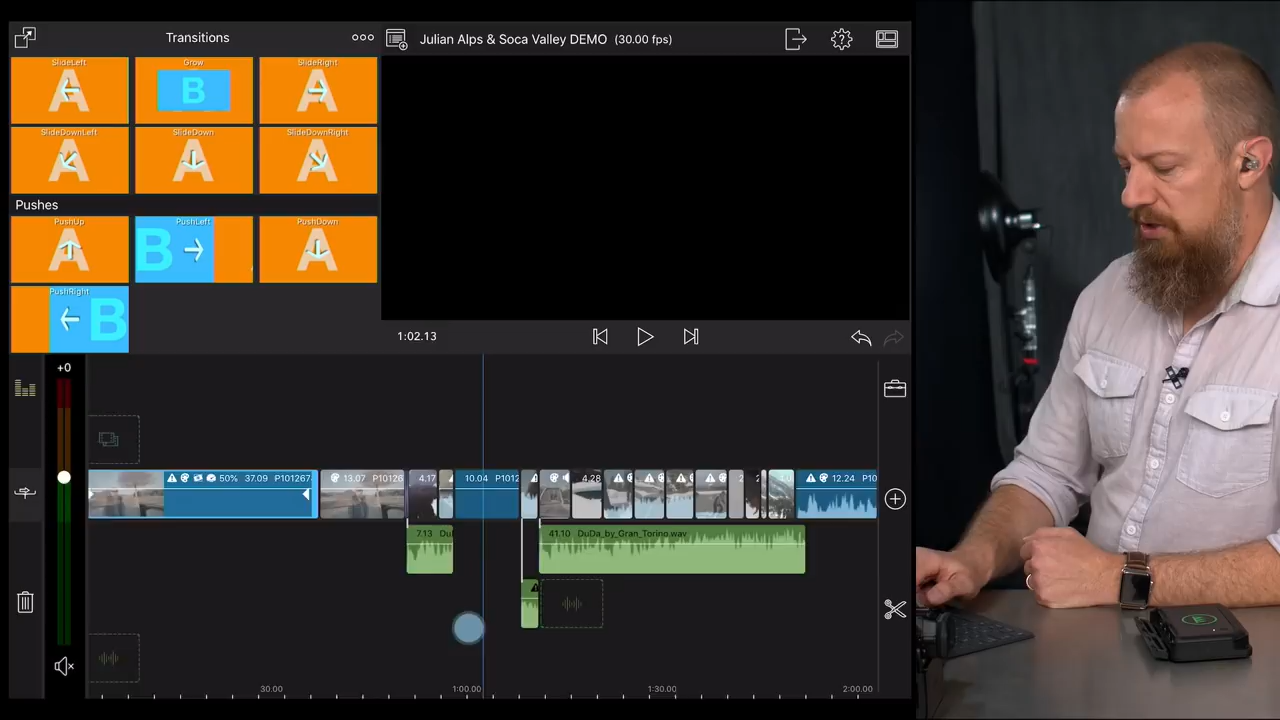 Transitions
Julian Alps & Soca Valley DEMO (30.00 fps)
SlideLeft
Grow
SlideRight
A
B
A
SlideDownLeft
SlideDown
SlideDownRight
A
A
A
Pushes
PushUp
PushLeft
PushDown
A
B
A
PushRight
B
1:02.13
+0
50% 37.09 P101267
13.07 P10126
4.17
10.04 P1012
4.28
2
12.24 P10
7.13 Du
41.10 DuDa_by_Gran_Torino.wav
30.00
1:00.00
1:30.00
2:00.00